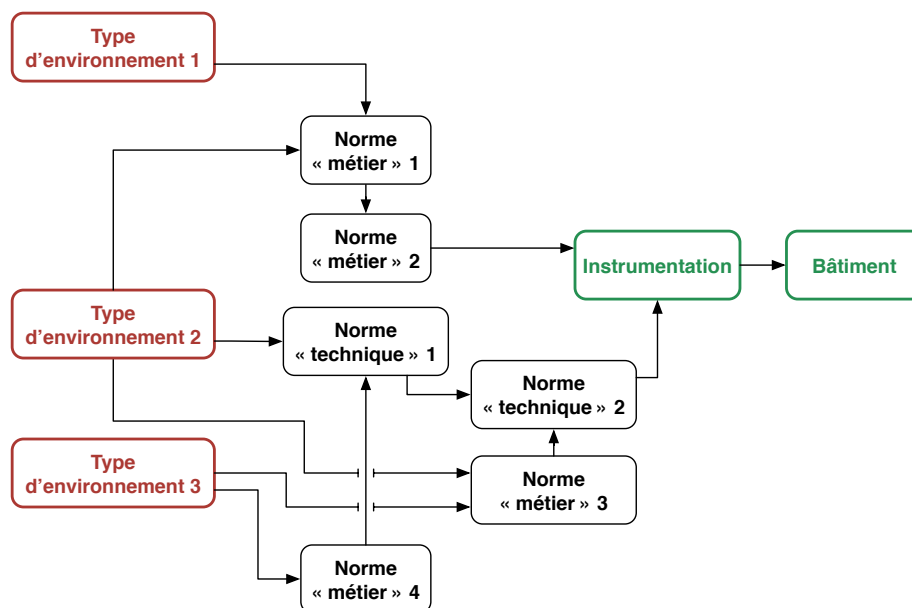 Type
d’environnement 1
Norme
« métier » 1
Norme
« métier » 2
Instrumentation
Bâtiment
Type
d’environnement 2
Norme
« technique » 1
Norme
« technique » 2
Type
d’environnement 3
Norme
« métier » 3
Norme
« métier » 4